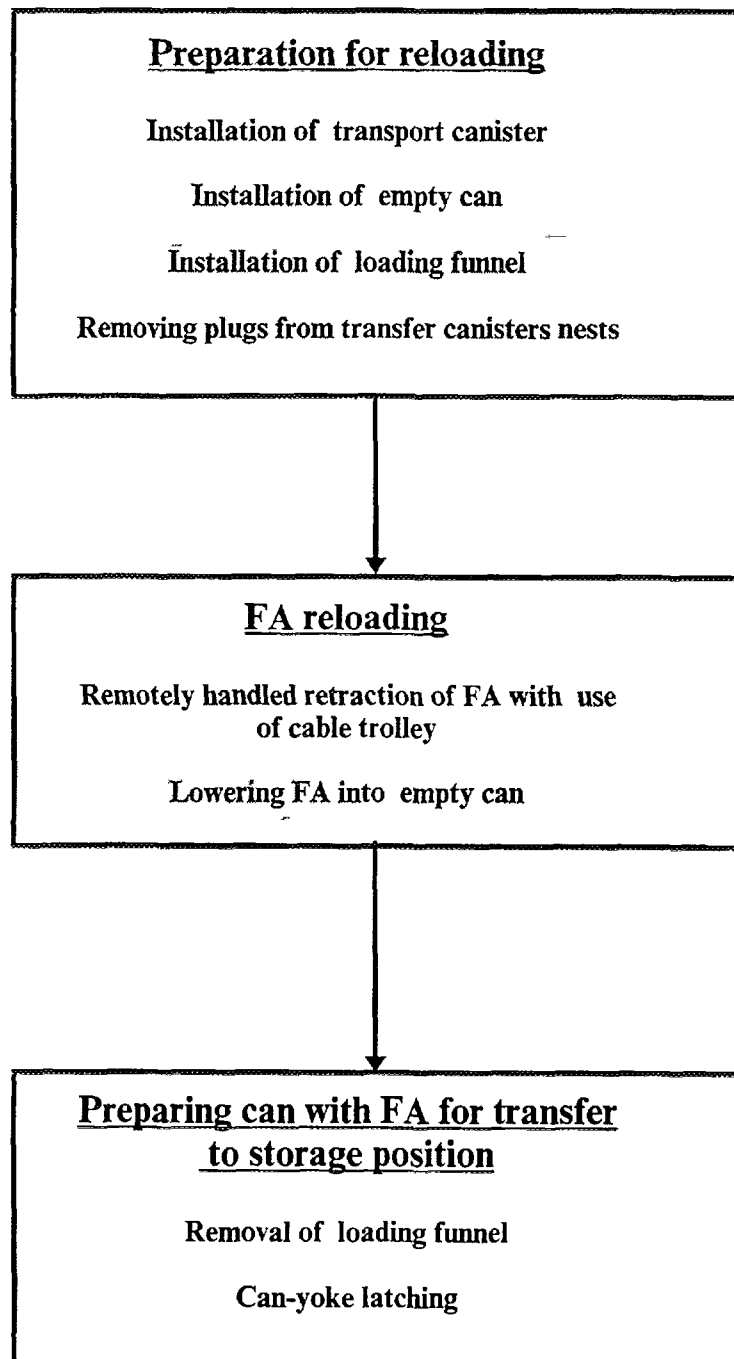 Preparation for reloading
Installation of transport canister
Installation of empty can
Installation of loading funnel
Removing plugs from transfer canisters nests
FA reloading
Remotely handled retraction of FA with use
of cable trolley
Lowering FA into empty can
Preparing can with FA for transfer
to storage position
Removal of loading funnel
Can-yoke latching